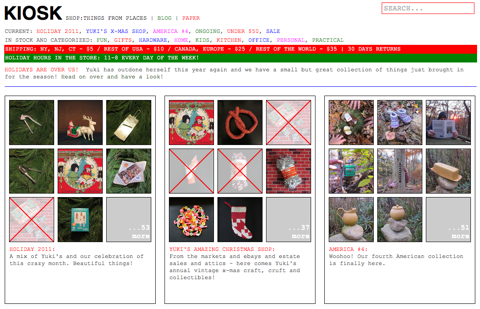 KIOSK SHOP:THINGS FROM PLACES | BLOG | PAPER
SEARCH...
CURRENT: HOLIDAY 2011, YUKI'S X-MAS, AMERICA #6, ONGOING, UNDER $10, SALE
IN STOCK AND CATEGORIZED: FUN, GIFTS, HARDWARE, HOME, KIDS, KITCHEN, OFFICE, PERSONAL, PRACTICAL
SHIPPING: NY, NJ, CT - $5 / REST OF USA - $10 / CANADA, EUROPE - $25 / REST OF THE WORLD - $35 | 30 DAYS RETURNS
HOLIDAY HOURS IN THE STORE: 11-8 EVERY DAY OF THE WEEK!
HOLIDAYS ARE OVER US! Yuki has outdone herself this year again and we have a small but great collection of things just brought in
for the season! Read on over and have a look!
...53
more
HOLIDAY 2011:
A mix of Yuki's and our celebration of
this crazy month. Beautiful things!
...37
more
YUKI'S AMAZING CHRISTMAS SHOP:
From the markets and ebays and estate
sales and attics - here comes Yuki's
annual vintage x-mas craft, cruft and
collectibles!
...51
more
AMERICA #6:
Woohoo! Our fourth American collection
is finally here.